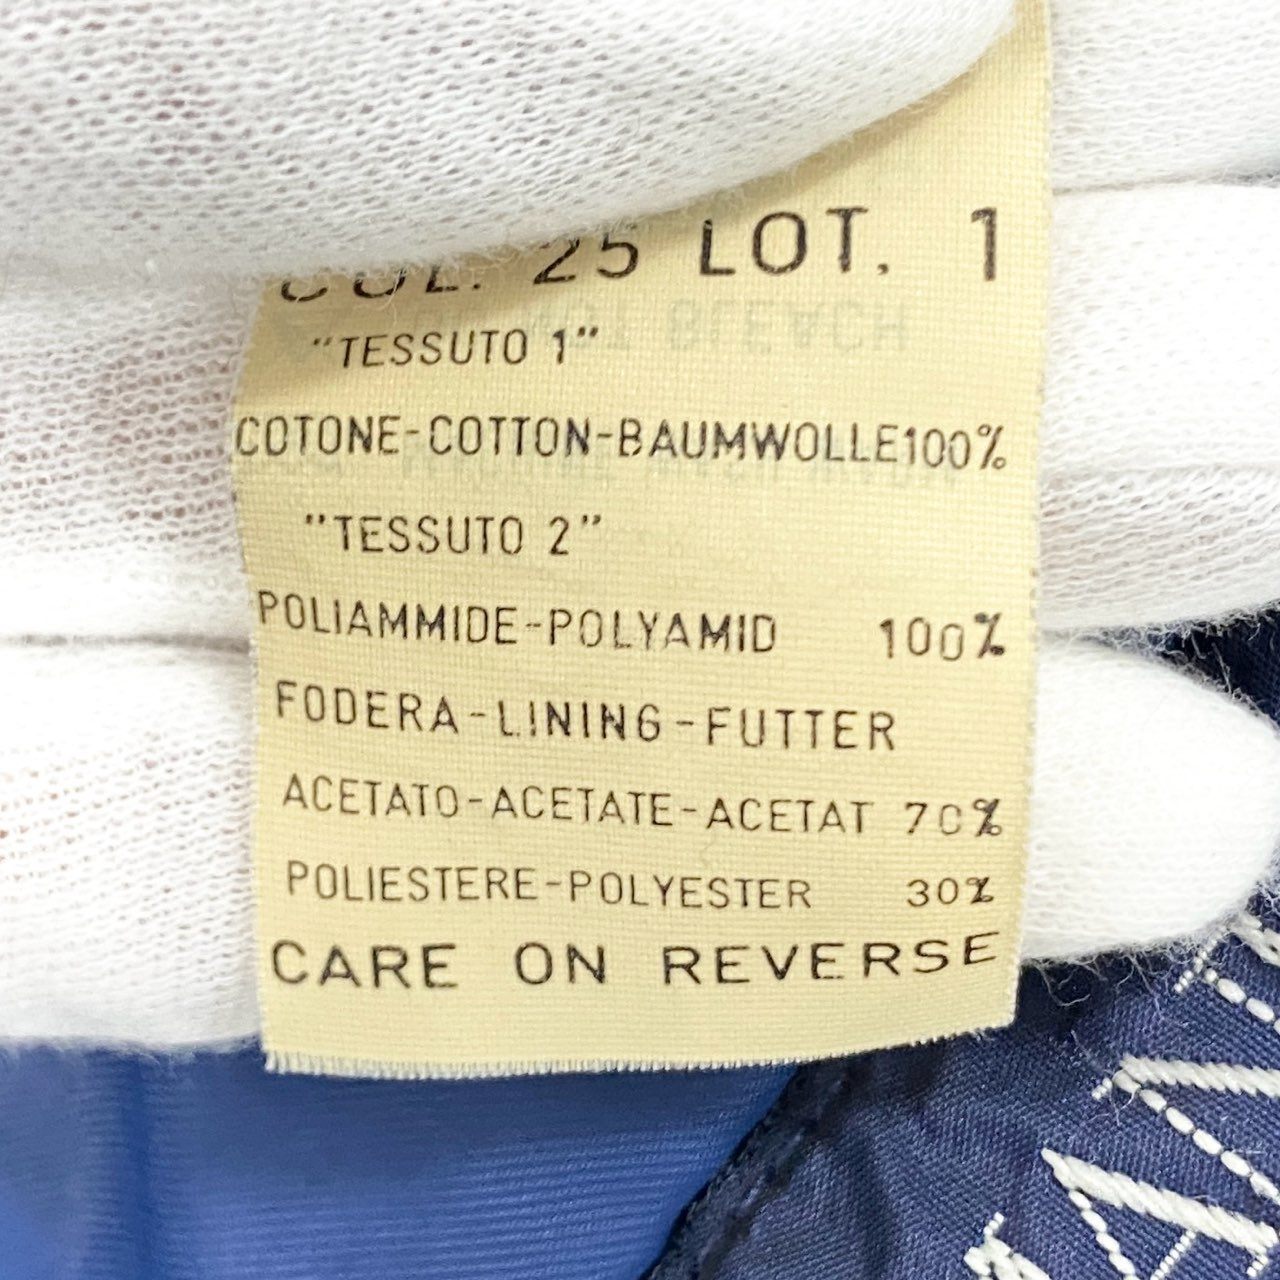 COL. 25 LOT. 1
"TESSUTO 1"
COTONE-COTTON-BAUMWOLLE100%
"TESSUTO 2"
POLIAMMIDE-POLYAMID 100%
FODERA-LINING-FUTTER
ACETATO-ACETATE-ACETAT 70%
POLIESTERE-POLYESTER 30%
CARE ON REVERSE